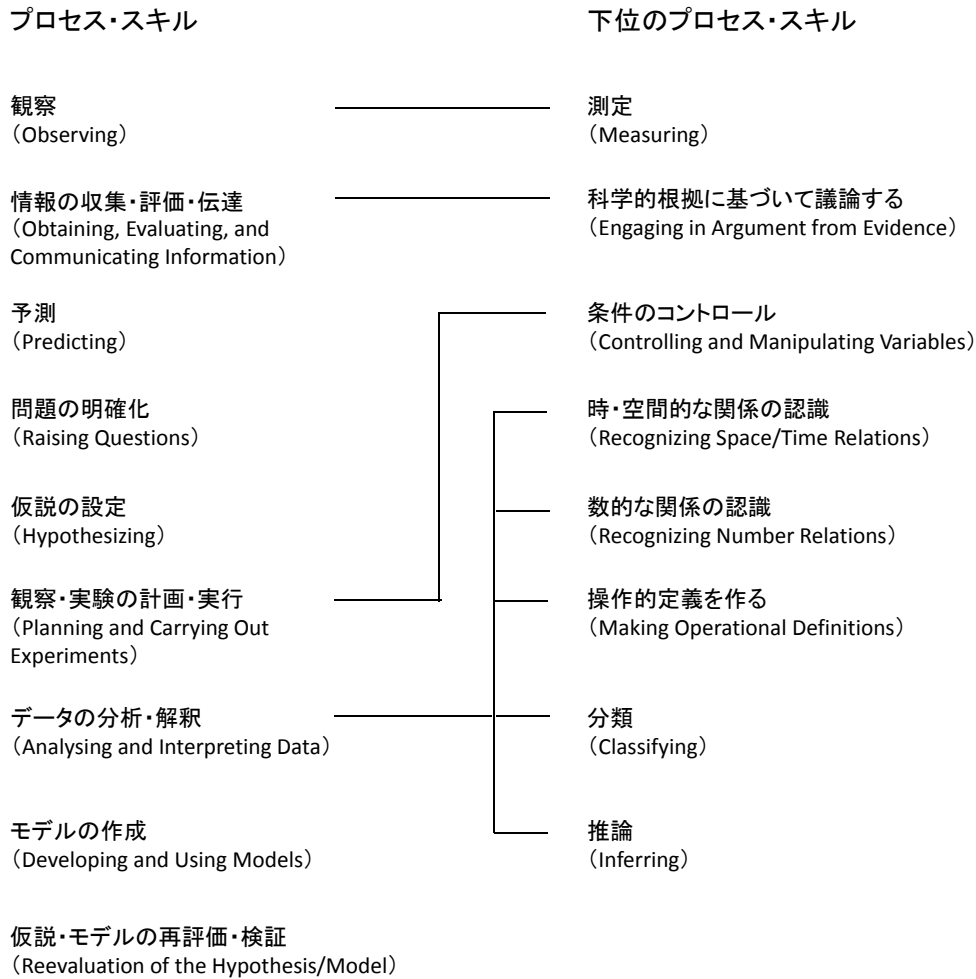 プロセス・スキル
下位のプロセス・スキル
観察
（Observing）
測定
（Measuring）
情報の収集・評価・伝達
（Obtaining, Evaluating, and
Communicating Information）
科学的根拠に基づいて議論する
（Engaging in Argument from Evidence）
予測
（Predicting）
条件のコントロール
（Controlling and Manipulating Variables）
問題の明確化
（Raising Questions）
時・空間的な関係の認識
（Recognizing Space/Time Relations）
仮説の設定
（Hypothesizing）
数的な関係の認識
（Recognizing Number Relations）
観察・実験の計画・実行
（Planning and Carrying Out
Experiments）
操作的定義を作る
（Making Operational Definitions）
データの分析・解釈
（Analysing and Interpreting Data）
分類
（Classifying）
モデルの作成
（Developing and Using Models）
推論
（Inferring）
仮説・モデルの再評価・検証
（Reevaluation of the Hypothesis/Model）